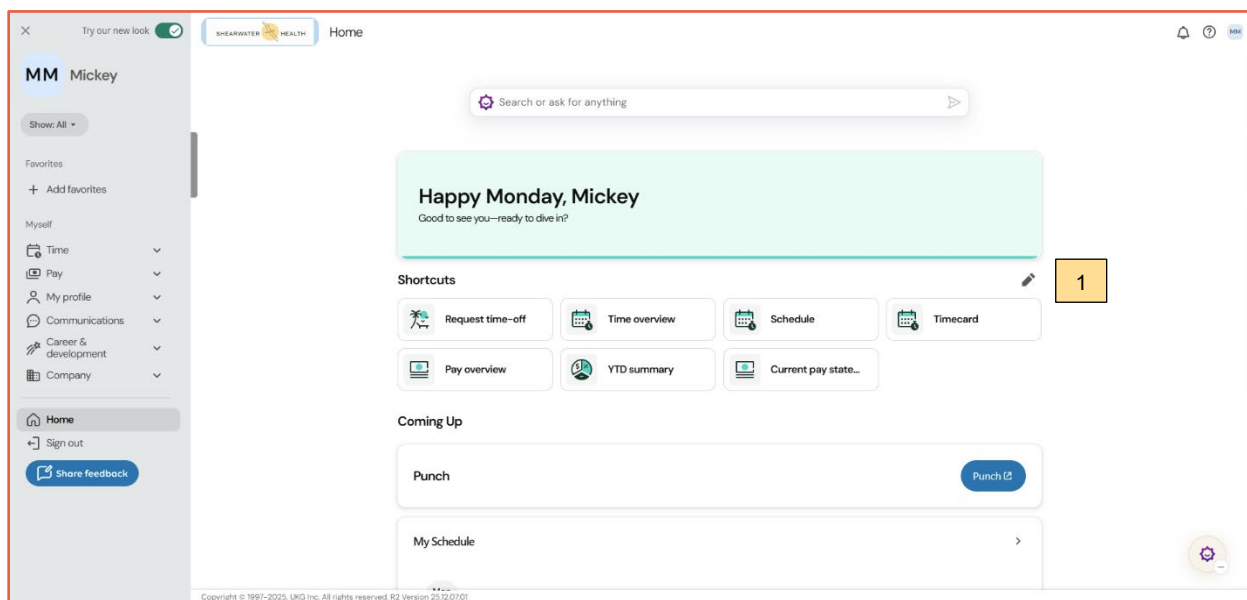 Try our new look
SHEARWATER HEALTH
Home
MM
MM Mickey
Search or ask for anything
Show: All
Favorites
+ Add favorites
Happy Monday, Mickey
Good to see you—ready to dive in?
Myself
Time
Pay
My profile
Communications
Career &
development
Company
Home
Sign out
Share feedback
Shortcuts
1
Request time-off
Time overview
Schedule
Timecard
Pay overview
YTD summary
Current pay state...
Coming Up
Punch
Punch
My Schedule
Copyright © 1997-2025, UKG Inc. All rights reserved. R2 Version 25.12.07.01